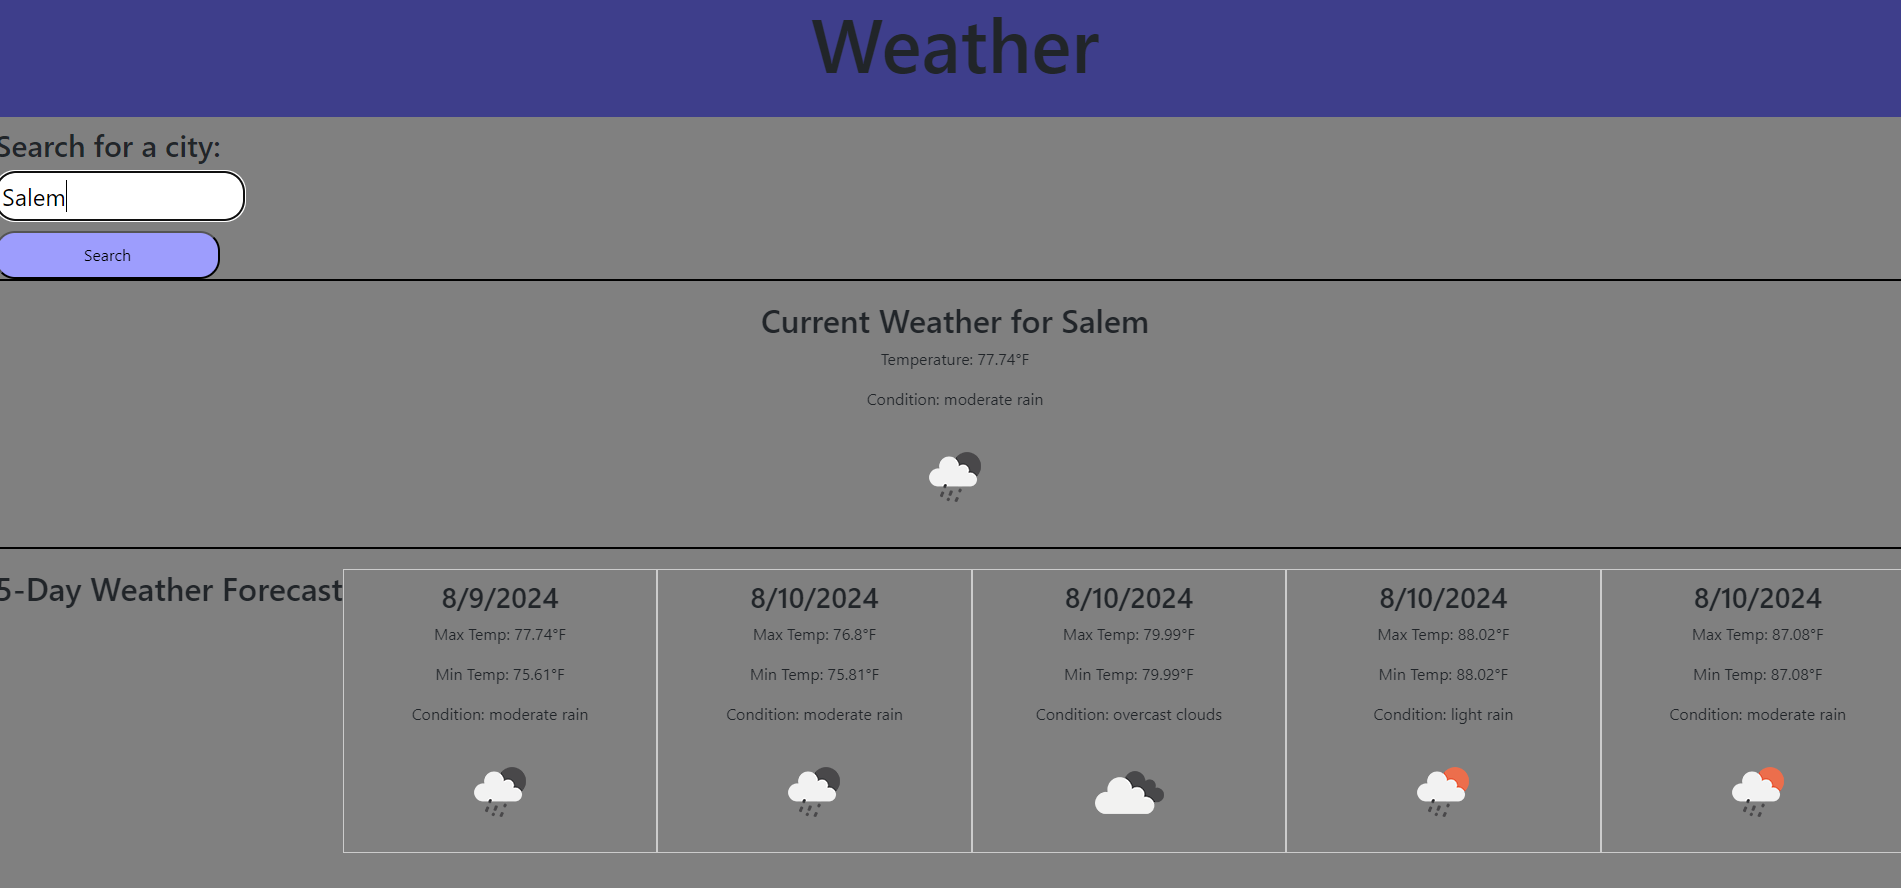 Weather
Search for a city:
Salem
Search
Current Weather for Salem
Temperature: 77.74°F
Condition: moderate rain
5-Day Weather Forecast
8/9/2024
Max Temp: 77.74°F
Min Temp: 75.61°F
Condition: moderate rain
8/10/2024
Max Temp: 76.8°F
Min Temp: 75.81°F
Condition: moderate rain
8/10/2024
Max Temp: 79.99°F
Min Temp: 79.99°F
Condition: overcast clouds
8/10/2024
Max Temp: 88.02°F
Min Temp: 88.02°F
Condition: light rain
8/10/2024
Max Temp: 87.08°F
Min Temp: 87.08°F
Condition: moderate rain